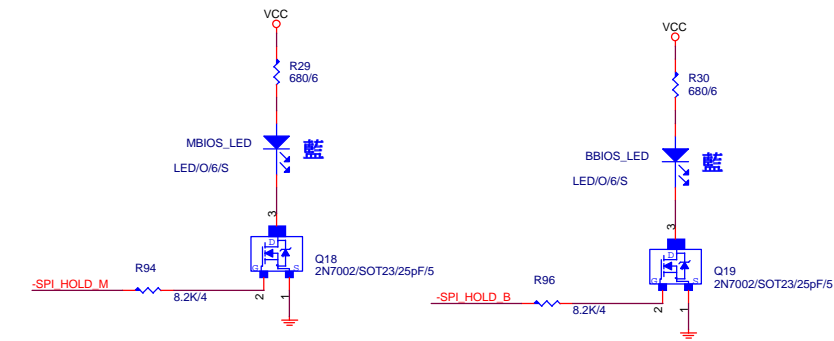 VCC
R29
680/6
MBIOS_LED
藍
LED/O/6/S
3
D
G
S
Q18
2N7002/SOT23/25pF/5
R94
-SPI_HOLD_M
8.2K/4
2
1
VCC
R30
680/6
BBIOS_LED
藍
LED/O/6/S
3
D
G
S
Q19
2N7002/SOT23/25pF/5
R96
-SPI_HOLD_B
8.2K/4
2
1